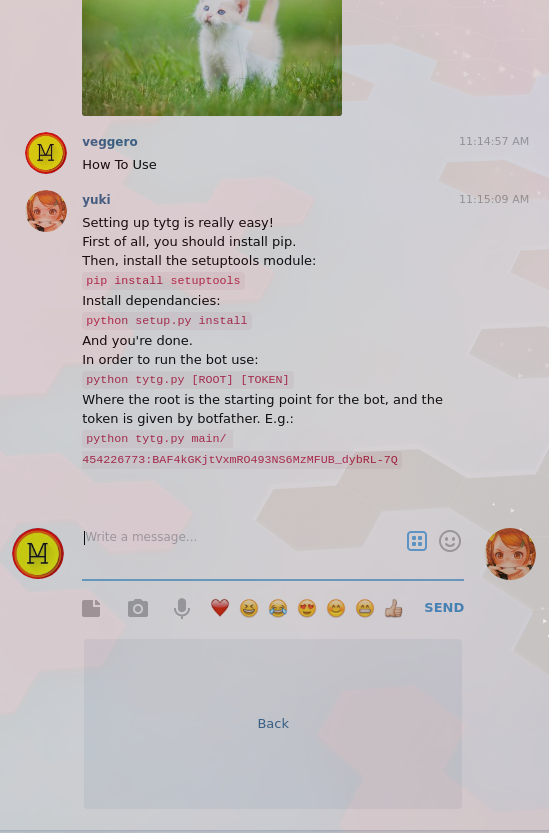 veggero 11:14:57 AM
How To Use
yuki 11:15:09 AM
Setting up tytg is really easy!
First of all, you should install pip.
Then, install the setuptools module:
pip install setuptools
Install dependancies:
python setup.py install
And you're done.
In order to run the bot use:
python tytg.py [ROOT] [TOKEN]
Where the root is the starting point for the bot, and the
token is given by botfather. E.g.:
python tytg.py main/
454226773:BAF4kGKjtVxmRO493NS6MzMFUB_dybRL-7Q
Write a message...
SEND
Back